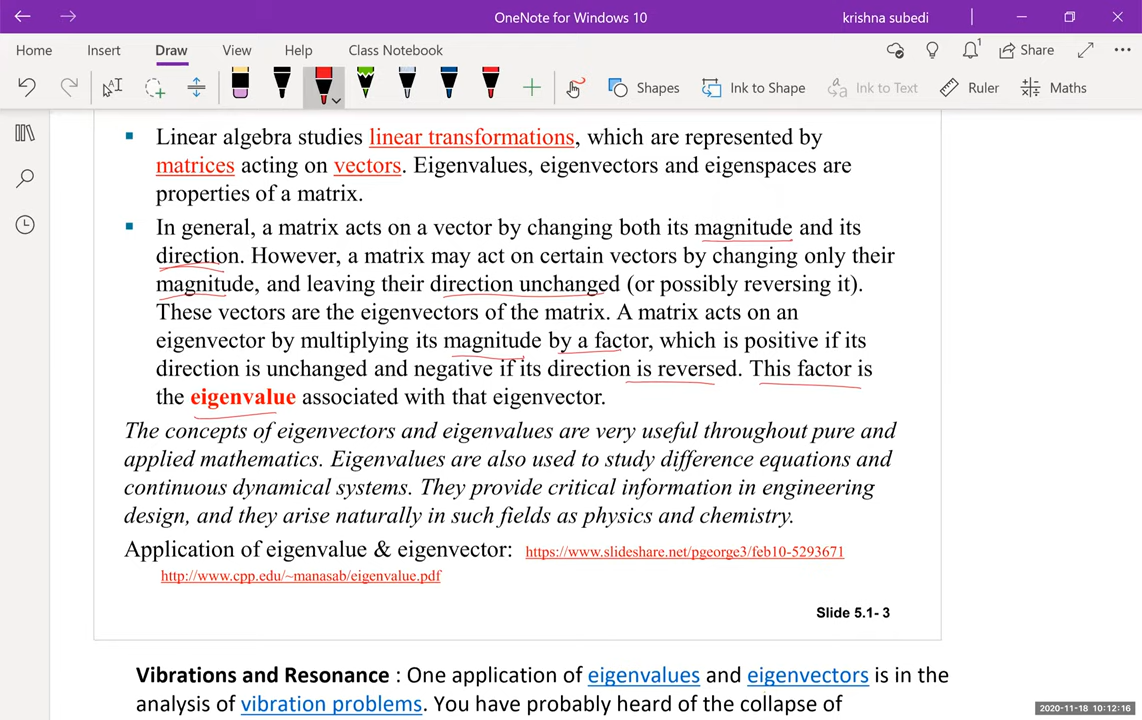 OneNote for Windows 10
krishna subedi
Home Insert Draw View Help Class Notebook
1
Share
Shapes
Ink to Shape
Ink to Text
Ruler
Maths
Linear algebra studies linear transformations, which are represented by
matrices acting on vectors. Eigenvalues, eigenvectors and eigenspaces are
properties of a matrix.
In general, a matrix acts on a vector by changing both its magnitude and its
direction. However, a matrix may act on certain vectors by changing only their
magnitude, and leaving their direction unchanged (or possibly reversing it).
These vectors are the eigenvectors of the matrix. A matrix acts on an
eigenvector by multiplying its magnitude by a factor, which is positive if its
direction is unchanged and negative if its direction is reversed. This factor is
the eigenvalue associated with that eigenvector.
The concepts of eigenvectors and eigenvalues are very useful throughout pure and
applied mathematics. Eigenvalues are also used to study difference equations and
continuous dynamical systems. They provide critical information in engineering
design, and they arise naturally in such fields as physics and chemistry.
Application of eigenvalue & eigenvector: https://www.slideshare.net/pgeorge3/feb10-5293671
http://www.cpp.edu/~manasab/eigenvalue.pdf
Slide 5.1- 3
Vibrations and Resonance : One application of eigenvalues and eigenvectors is in the
analysis of vibration problems. You have probably heard of the collapse of
2020-11-18 10:12:16